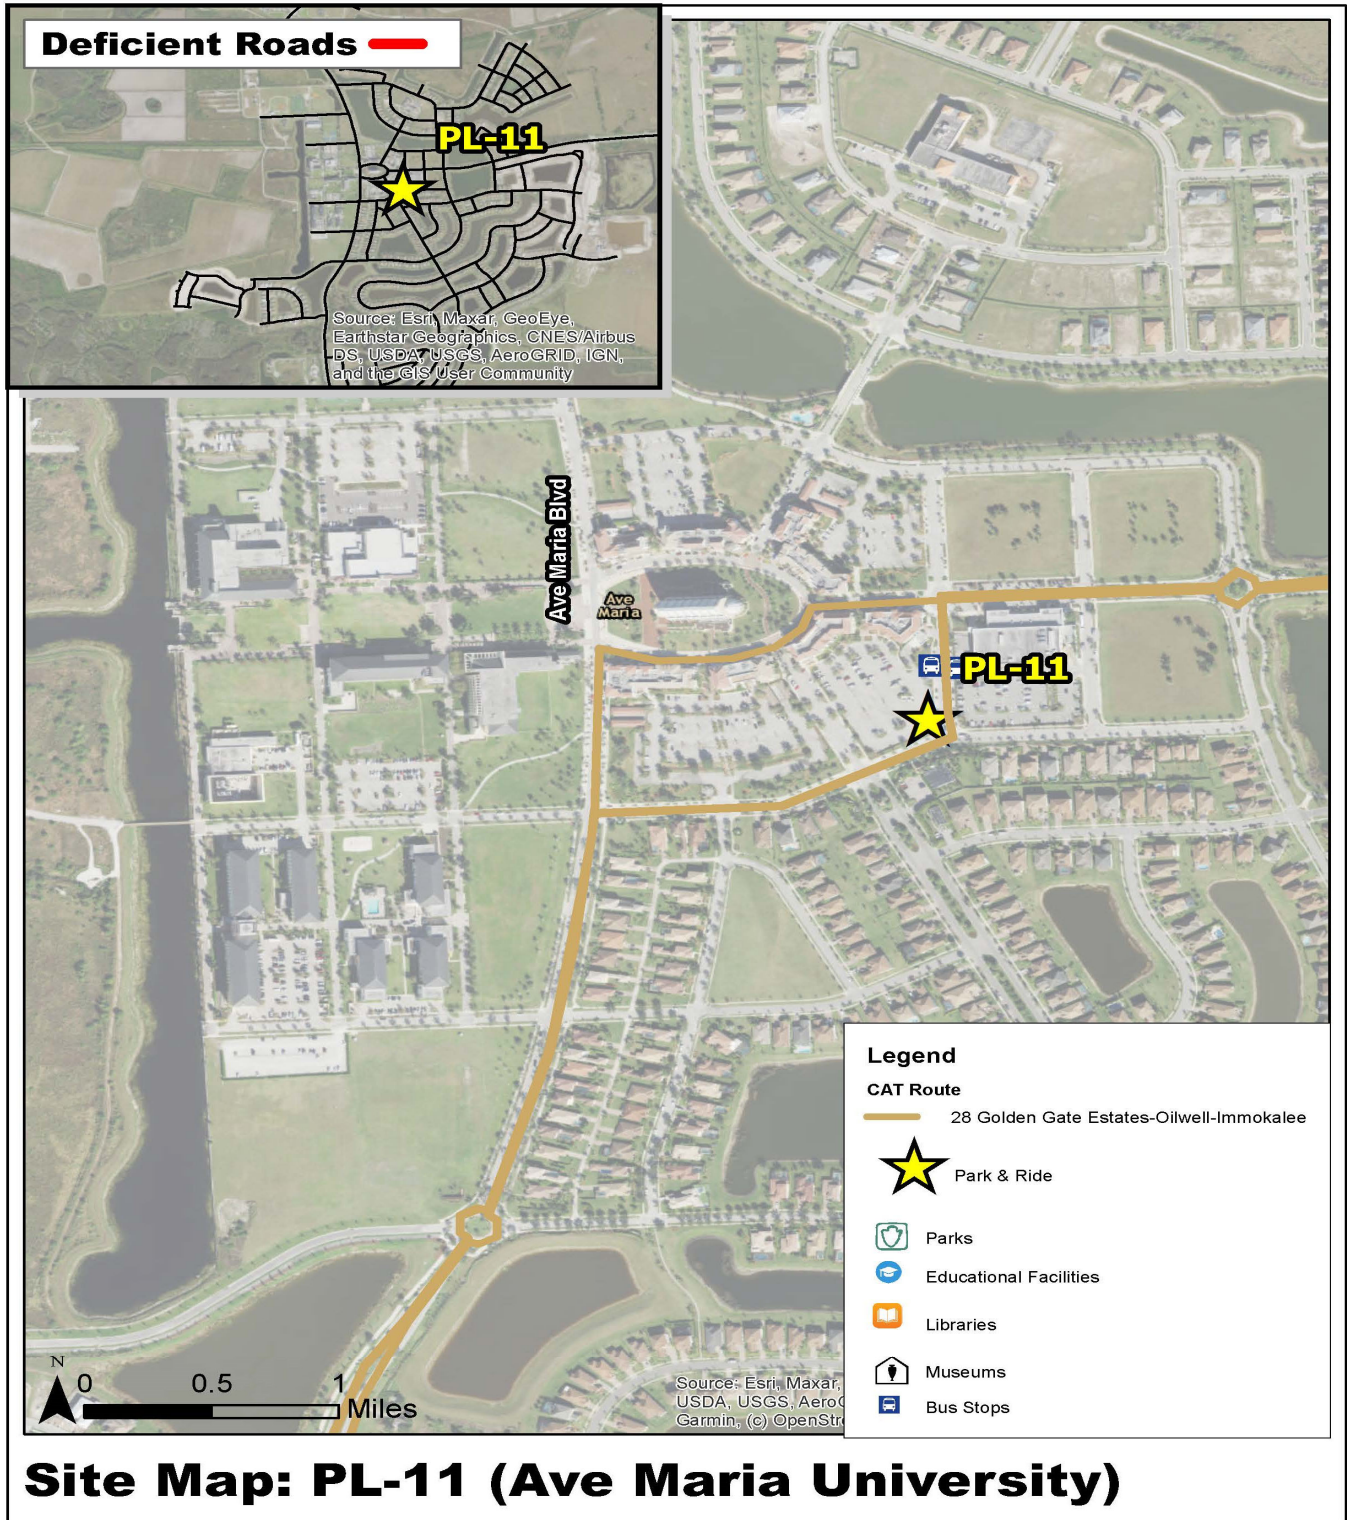 Deficient Roads
PL-11
Source: Esri, Maxar, GeoEye,
Earthstar Geographics, CNES/Airbus
DS, USDA, USGS, AeroGRID, IGN,
and the GIS User Community
Ave Maria Blvd
Ave
Maria
PL-11
Legend
CAT Route
28 Golden Gate Estates-Oilwell-Immokalee
Park & Ride
Parks
Educational Facilities
Libraries
Museums
Bus Stops
N
0 0.5 1
Miles
Source: Esri, Maxar,
USDA, USGS, Aero
Garmin, (c) OpenStr
Site Map: PL-11 (Ave Maria University)